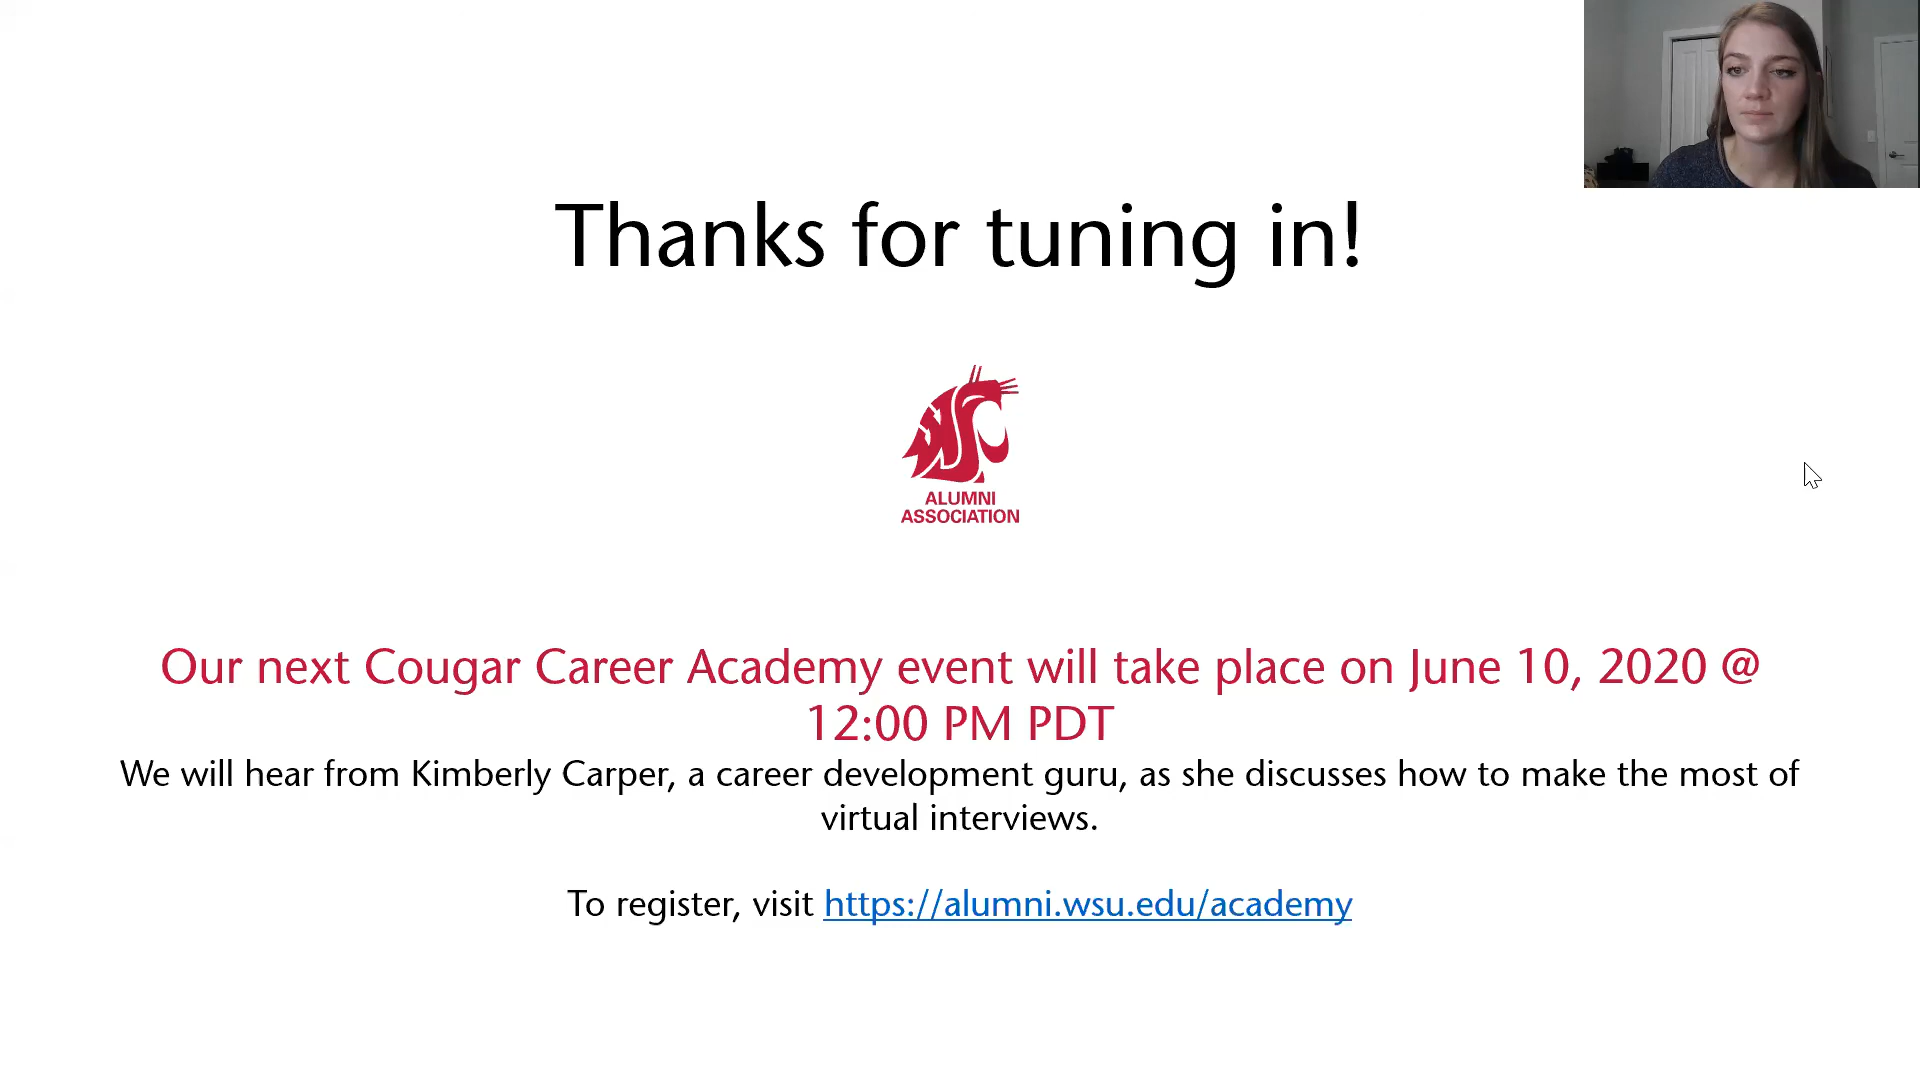 Thanks for tuning in!
ALUMNI
ASSOCIATION
Our next Cougar Career Academy event will take place on June 10, 2020 @
12:00 PM PDT
We will hear from Kimberly Carper, a career development guru, as she discusses how to make the most of
virtual interviews.
To register, visit https://alumni.wsu.edu/academy